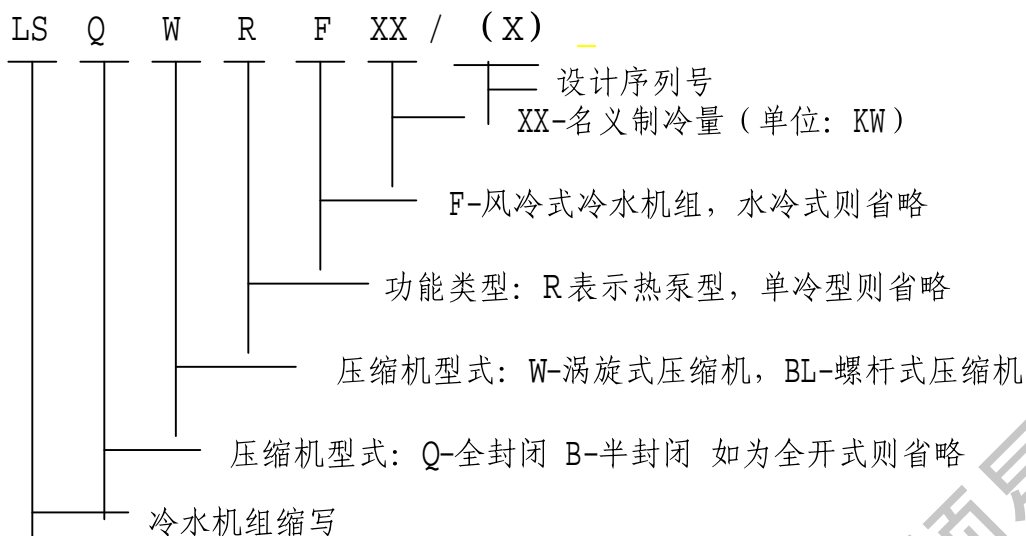 LS Q W R F XX / (X)
设计序列号
XX-名义制冷量(单位: KW)
F-风冷式冷水机组, 水冷式则省略
功能类型: R表示热泵型, 单冷型则省略
压缩机型式: W-涡旋式压缩机, BL-螺杆式压缩机
压缩机型式: Q-全封闭 B-半封闭 如为全开式则省略
冷水机组缩写